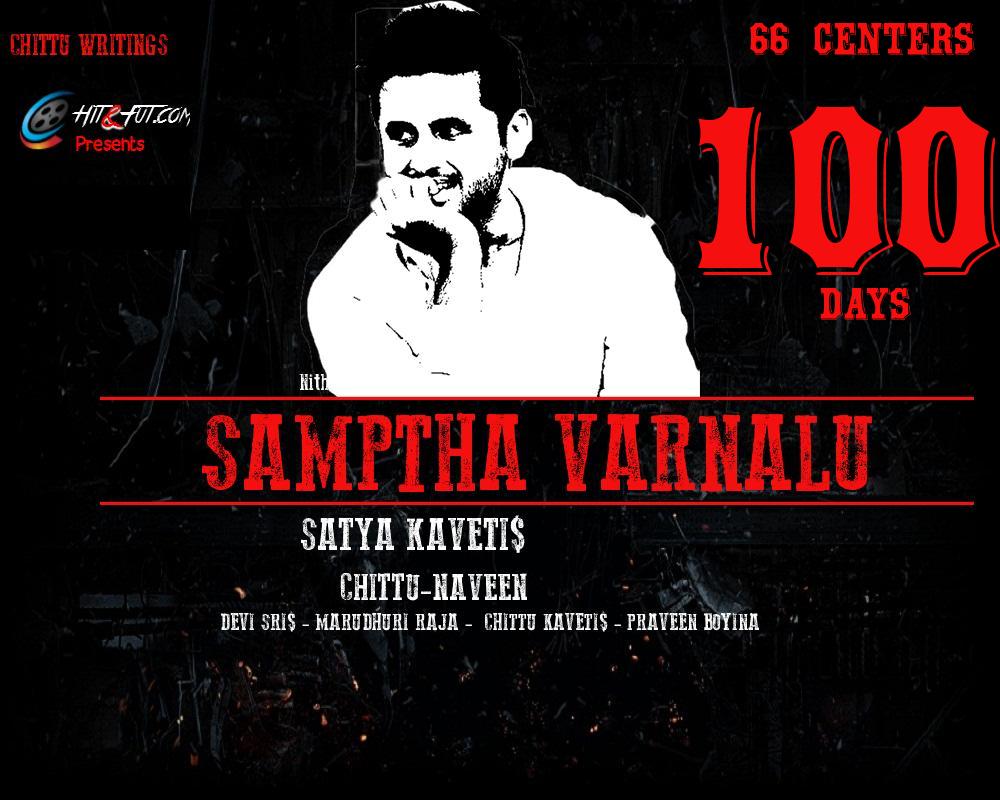 CHITTU WRITINGS
66 CENTERS
HIT&FUT.COM
Presents
100
DAYS
Nith
SAMPTHA VARNALU
SATYA KAVETI$
CHITTU-NAVEEN
DEVI SRI$ - MARUDHURI RAJA - CHITTU KAVETI$ - PRAVEEN BOYINA